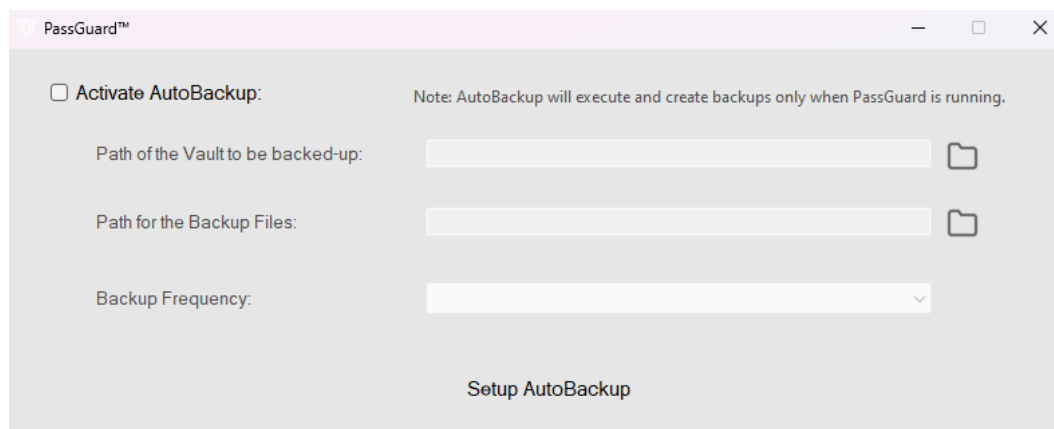 PassGuard™
Activate AutoBackup:
Note: AutoBackup will execute and create backups only when PassGuard is running.
Path of the Vault to be backed-up:
Path for the Backup Files:
Backup Frequency:
Setup AutoBackup